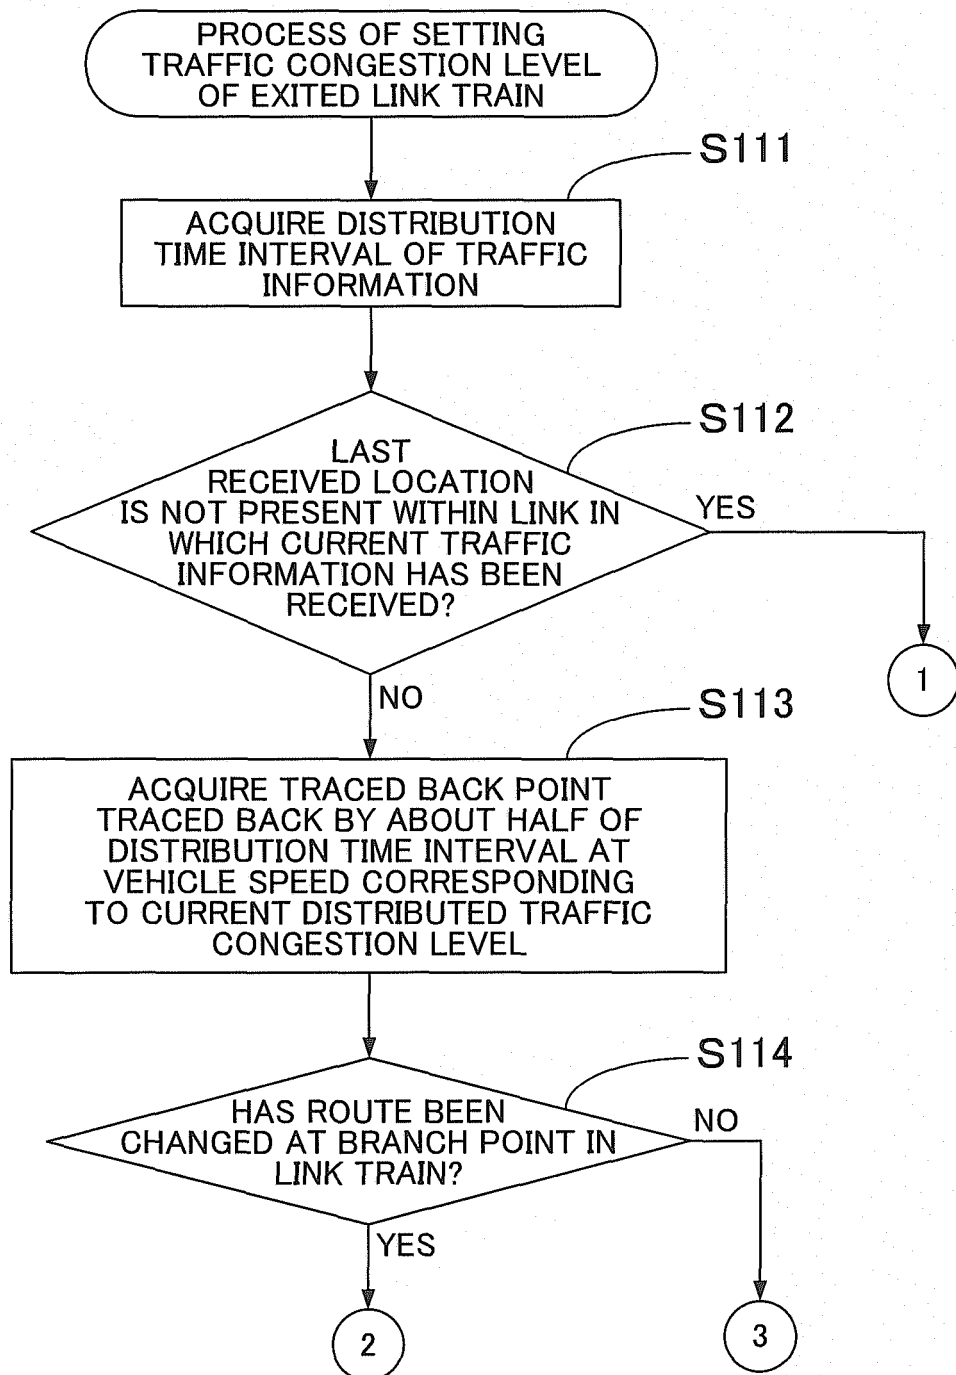 PROCESS OF SETTING
TRAFFIC CONGESTION LEVEL
OF EXITED LINK TRAIN
S111
ACQUIRE DISTRIBUTION
TIME INTERVAL OF TRAFFIC
INFORMATION
S112
LAST
RECEIVED LOCATION
IS NOT PRESENT WITHIN LINK IN
WHICH CURRENT TRAFFIC
INFORMATION HAS BEEN
RECEIVED?
YES
1
NO
S113
ACQUIRE TRACED BACK POINT
TRACED BACK BY ABOUT HALF OF
DISTRIBUTION TIME INTERVAL AT
VEHICLE SPEED CORRESPONDING
TO CURRENT DISTRIBUTED TRAFFIC
CONGESTION LEVEL
S114
HAS ROUTE BEEN
CHANGED AT BRANCH POINT IN
LINK TRAIN?
NO
YES
2
3